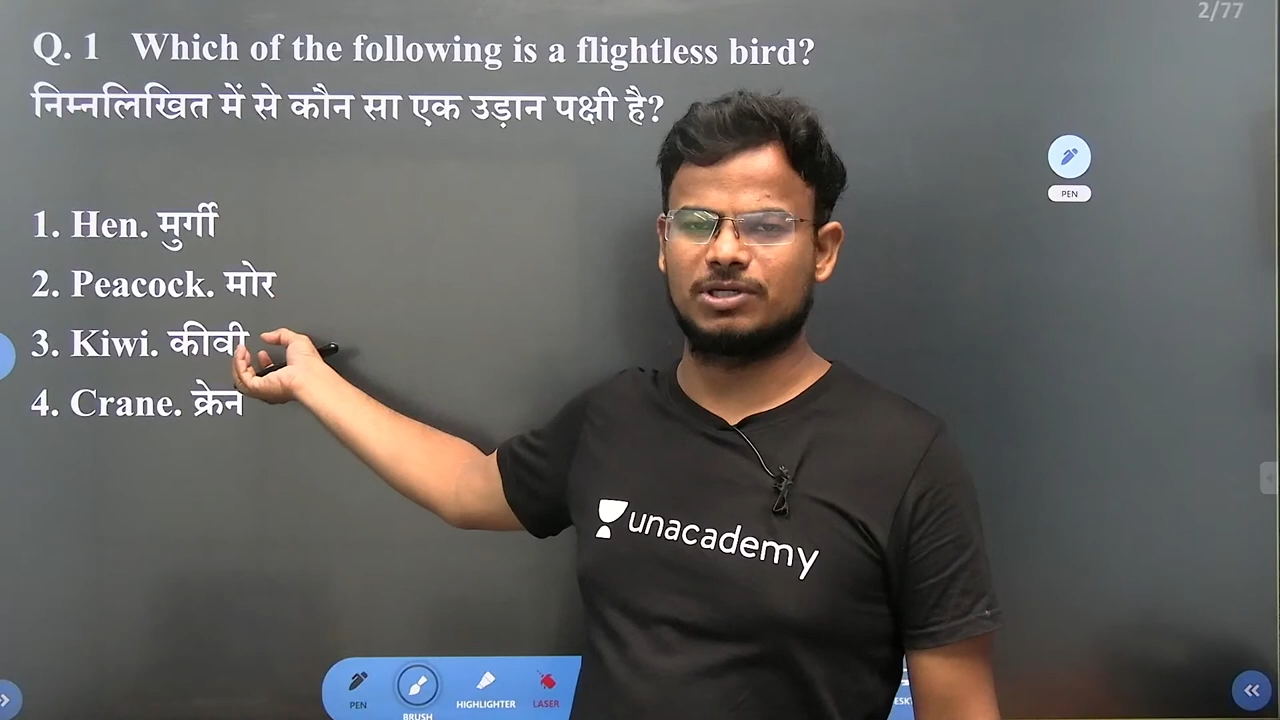 2/77
Q. 1 Which of the following is a flightless bird?
निम्नलिखित में से कौन सा एक उड़ान पक्षी है?
PEN
1. Hen. मुर्गी
2. Peacock. मोर
3. Kiwi. कीवी
4. Crane. क्रेन
unacademy
PEN
BRUSH
HIGHLIGHTER
LASER